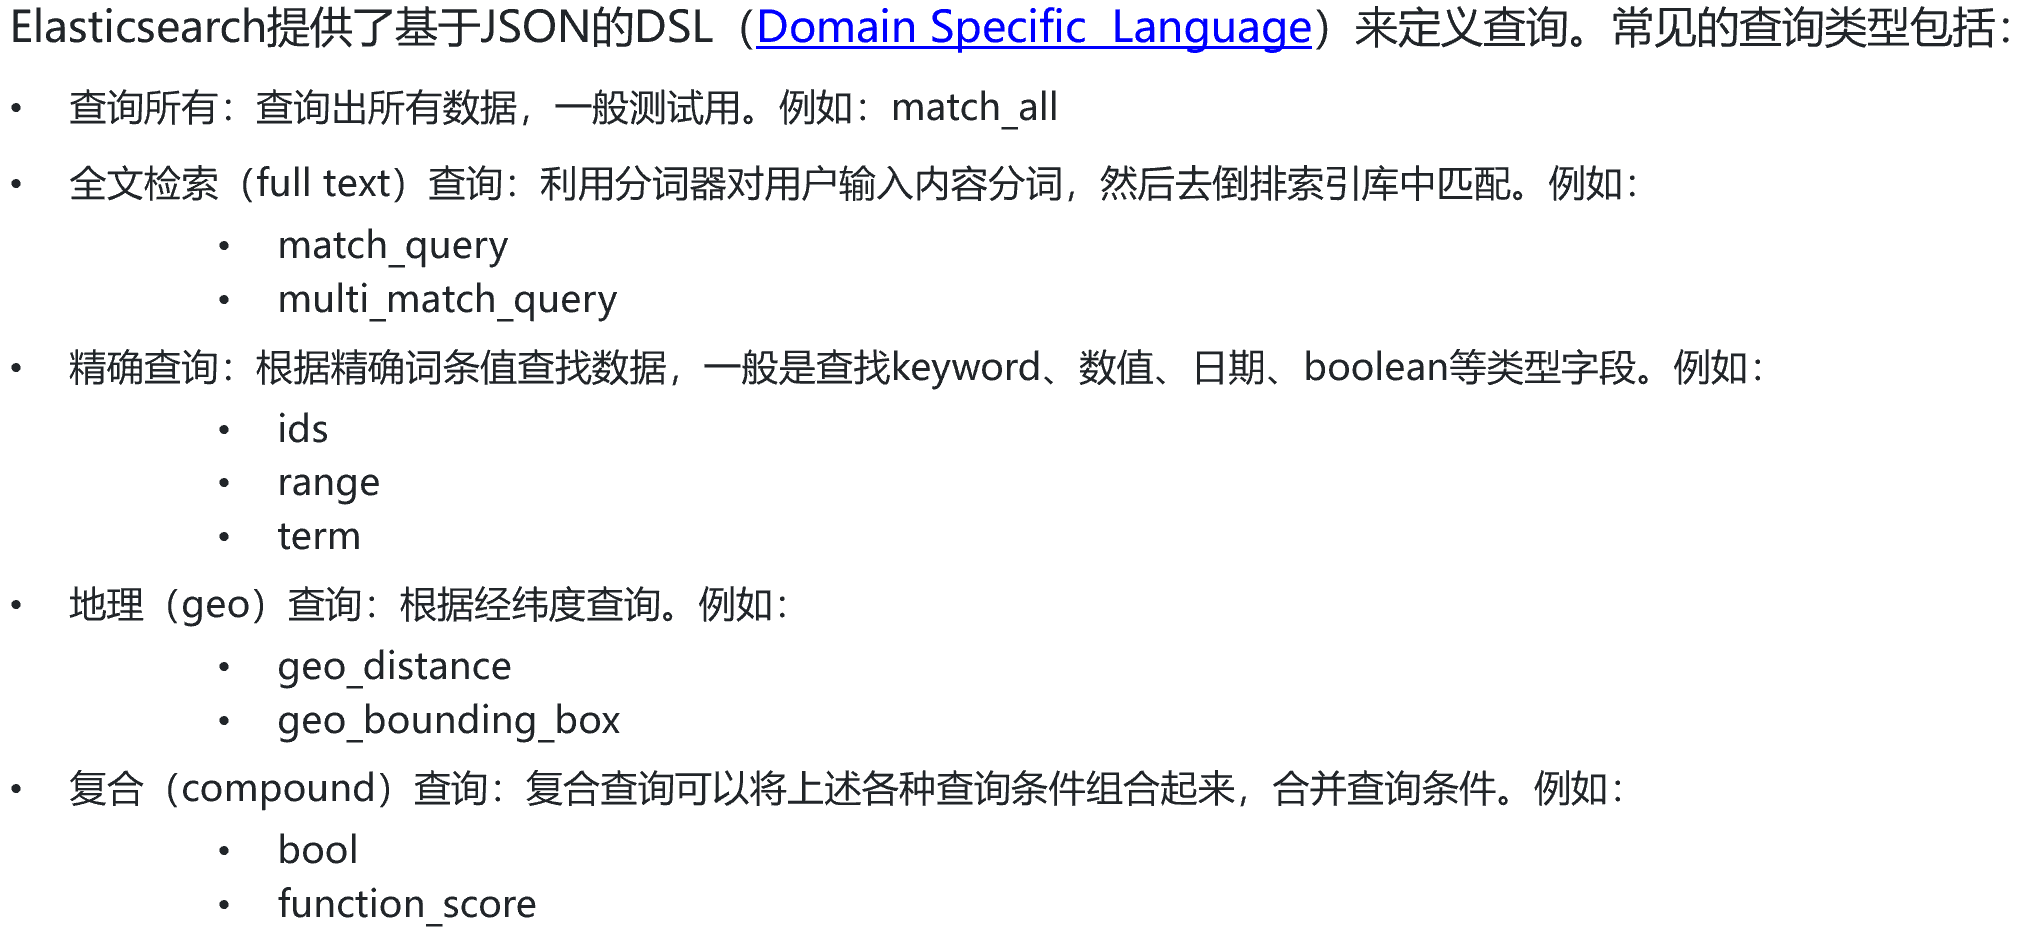 Elasticsearch提供了基于JSON的DSL（Domain Specific Language）来定义查询。常见的查询类型包括：
• 查询所有：查询出所有数据，一般测试用。例如：match_all
• 全文检索（full text）查询：利用分词器对用户输入内容分词，然后去倒排索引库中匹配。例如：
• match_query
• multi_match_query
• 精确查询：根据精确词条值查找数据，一般是查找keyword、数值、日期、boolean等类型字段。例如：
• ids
• range
• term
• 地理（geo）查询：根据经纬度查询。例如：
• geo_distance
• geo_bounding_box
• 复合（compound）查询：复合查询可以将上述各种查询条件组合起来，合并查询条件。例如：
• bool
• function_score